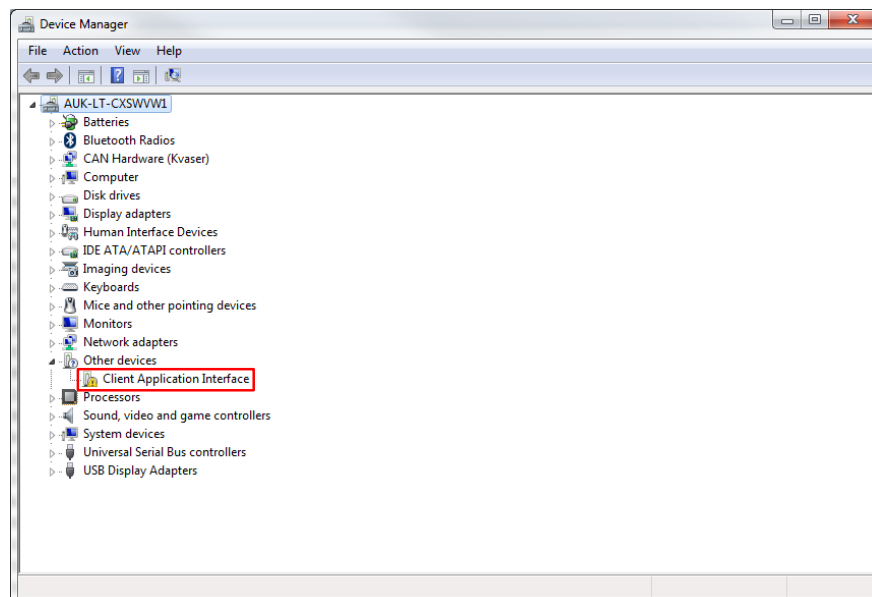 Device Manager
File Action View Help
AUK-LT-CXSWVW1
Batteries
Bluetooth Radios
CAN Hardware (Kvaser)
Computer
Disk drives
Display adapters
Human Interface Devices
IDE ATA/ATAPI controllers
Imaging devices
Keyboards
Mice and other pointing devices
Monitors
Network adapters
Other devices
Client Application Interface
Processors
Sound, video and game controllers
System devices
Universal Serial Bus controllers
USB Display Adapters